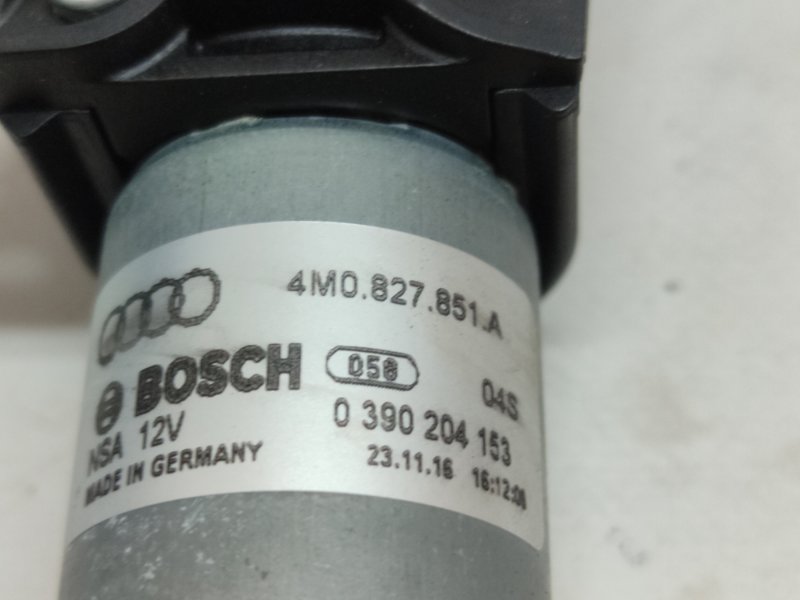 4M0.827.851.A
BOSCH 058 04S
NSA 12V 0 390 204 153
MADE IN GERMANY 23.11.16 16:12:06